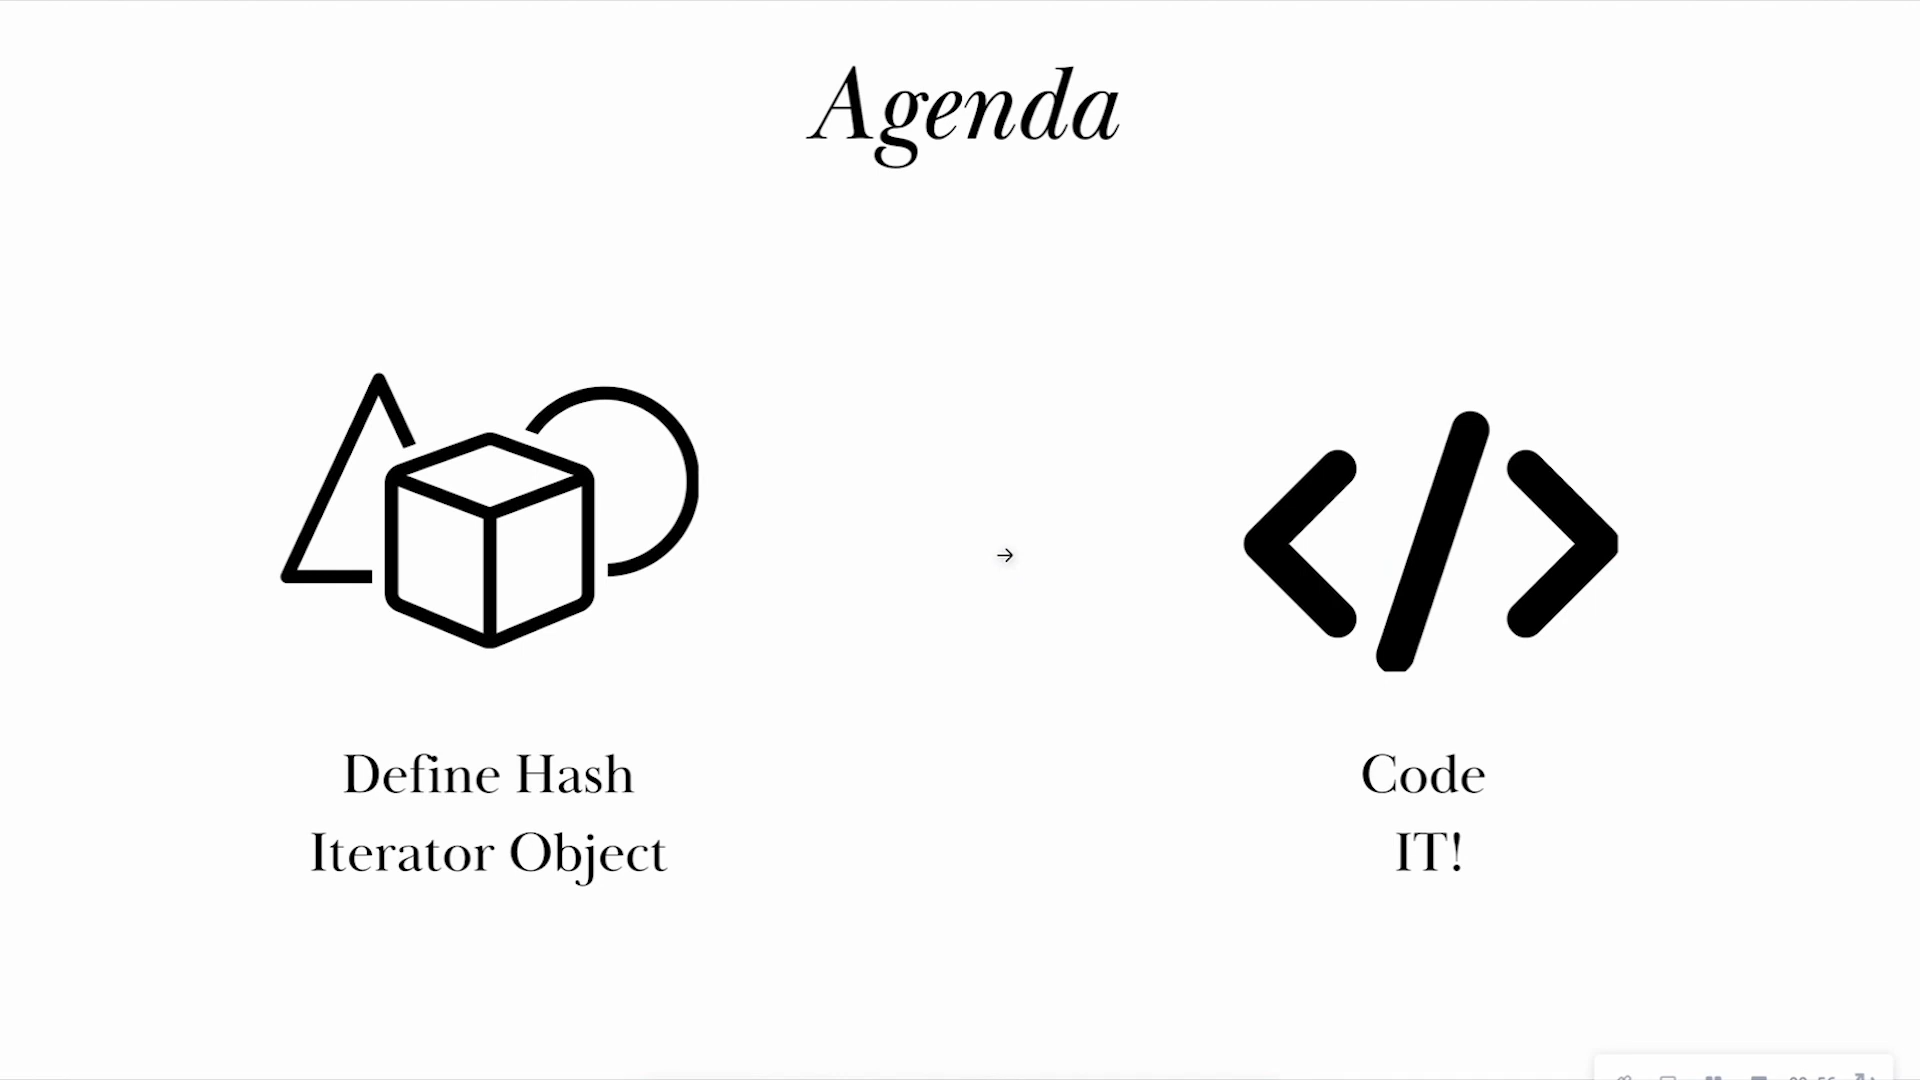 Agenda
Define Hash
Iterator Object
Code
IT!